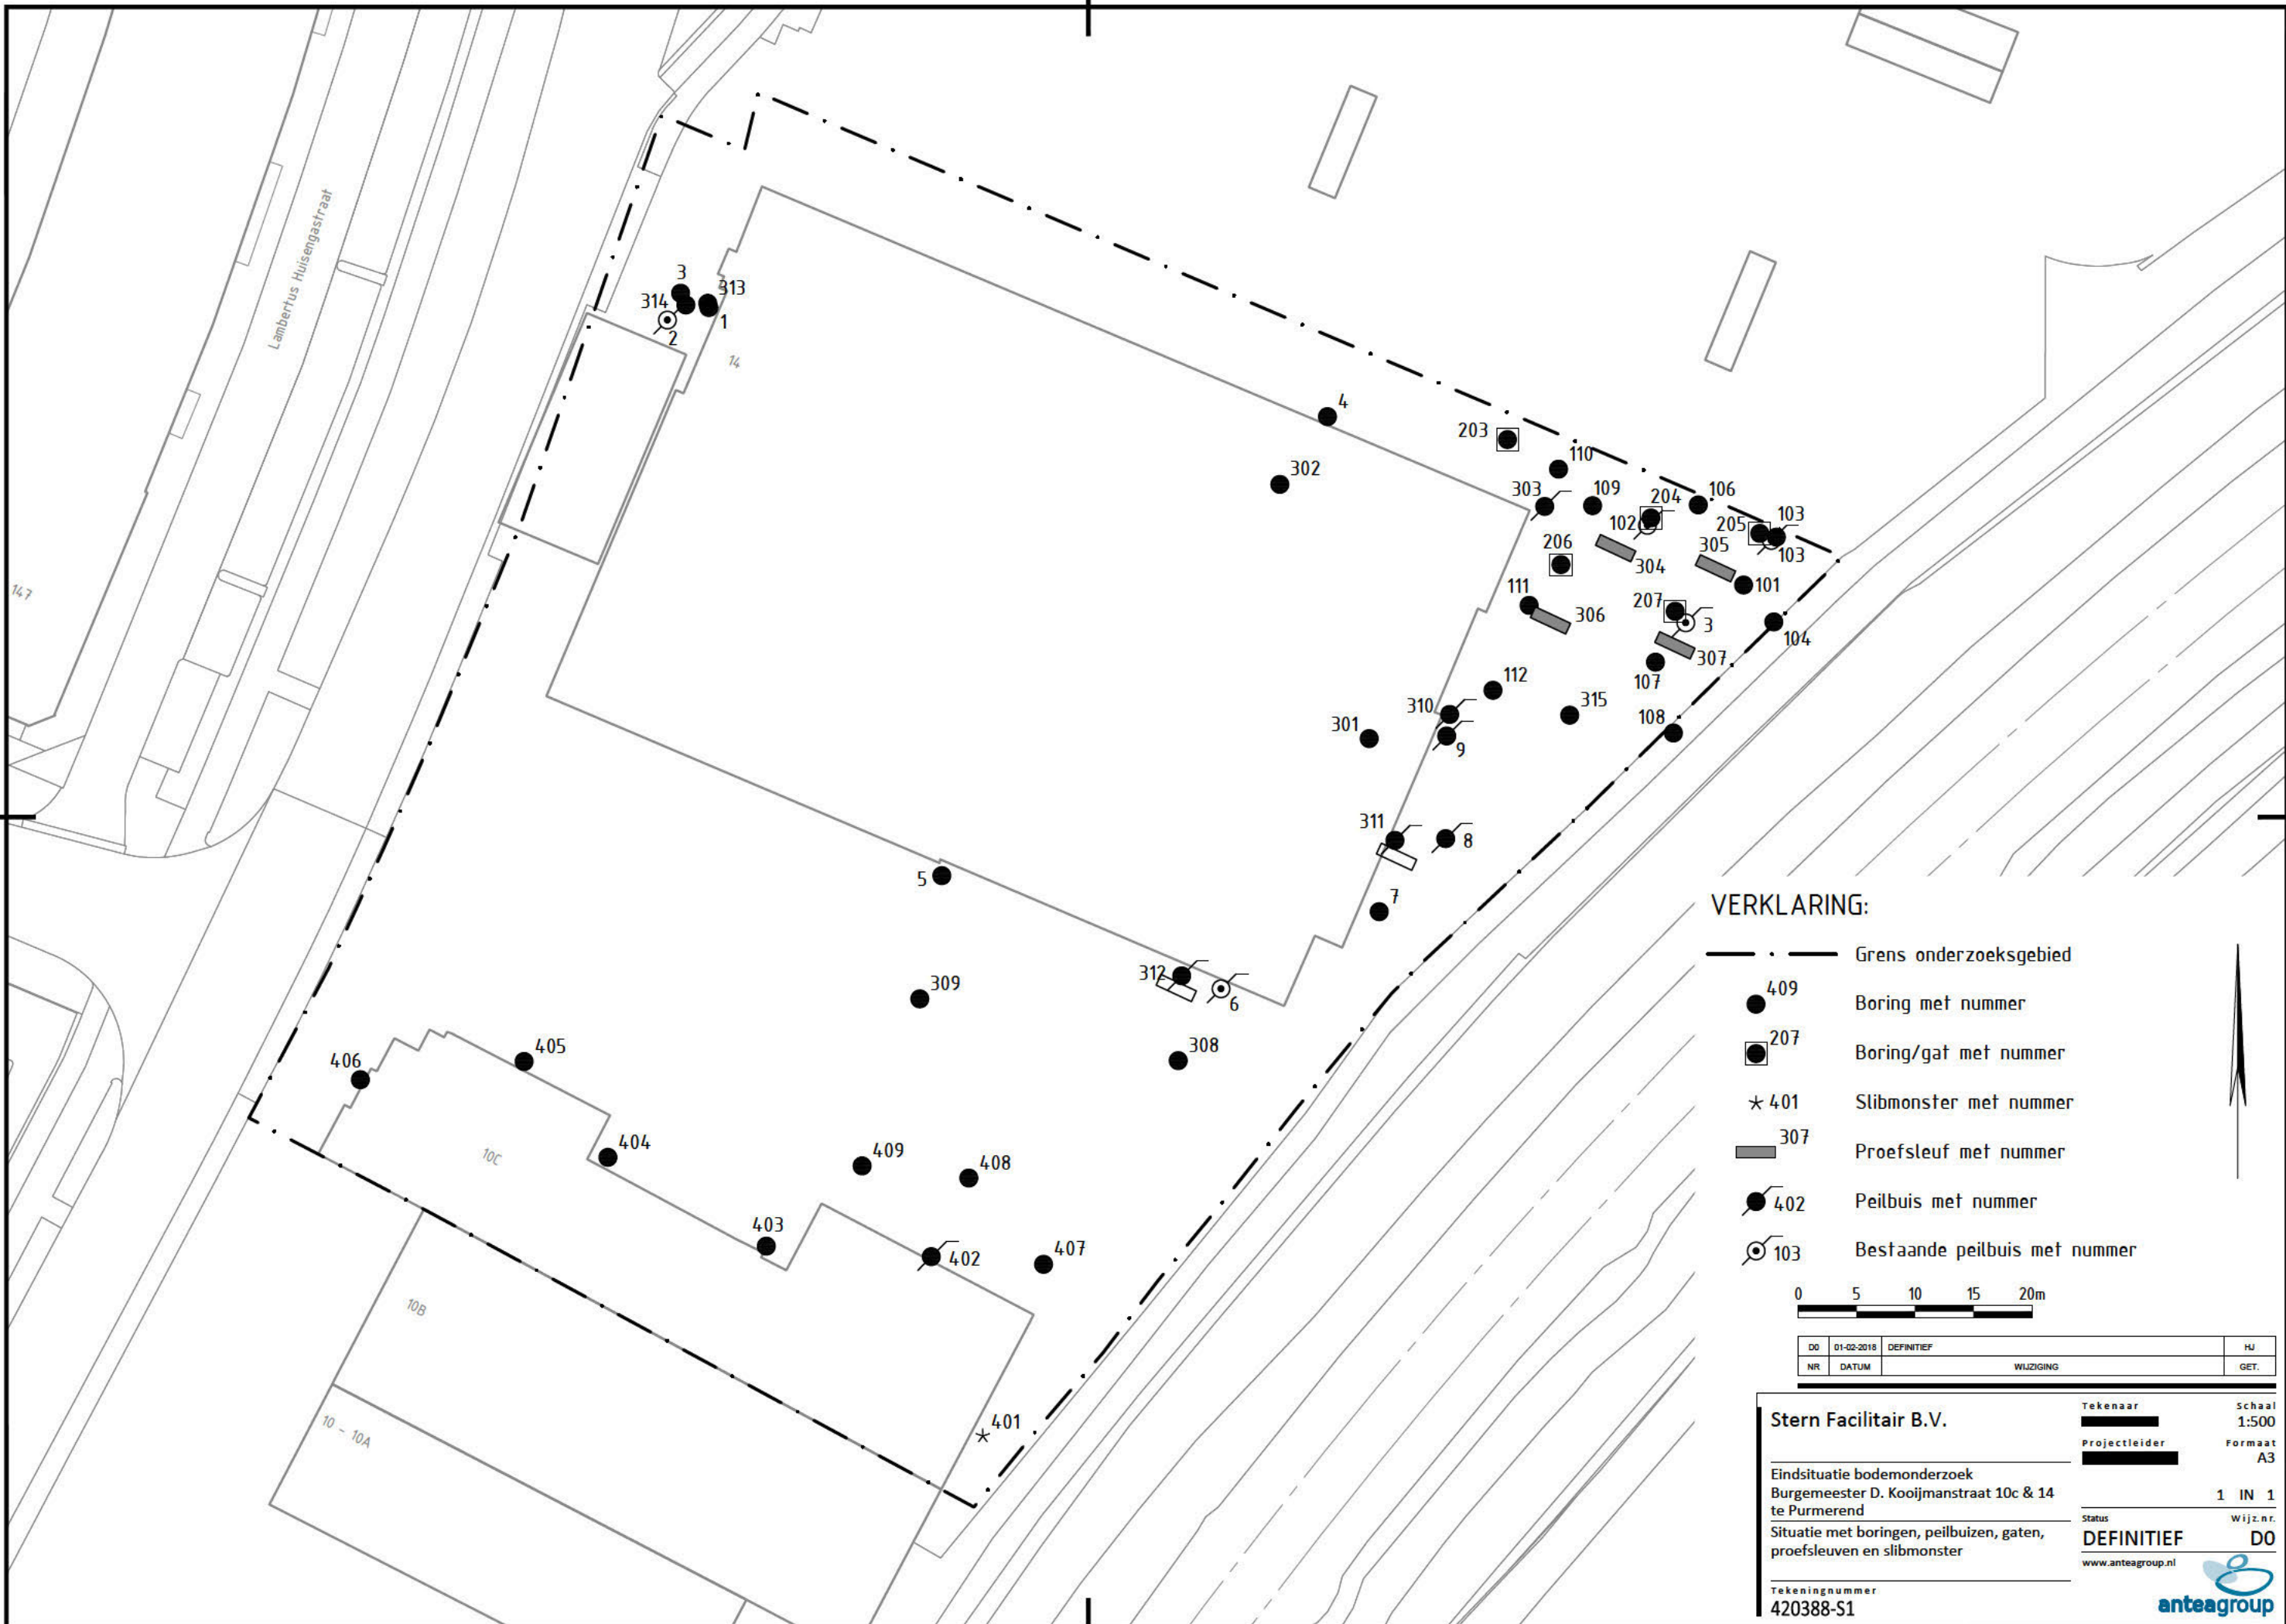 Lambertus Huisengastraat
147
14
3
313
314
1
2
4
203
302
110
303
109
204
106
102
205
103
103
206
304
305
101
111
306
207
3
104
307
107
112
310
315
108
301
9
311
8
5
7
312
6
309
308
406
405
404
10C
409
408
403
402
407
10B
401
10 - 10A
VERKLARING:
Grens onderzoeksgebied
409 Boring met nummer
207 Boring/gat met nummer
401 Slibmonster met nummer
307 Proefsleuf met nummer
402 Peilbuis met nummer
103 Bestaande peilbuis met nummer
0 5 10 15 20m
D0 01-02-2018 DEFINITIEF HJ
NR DATUM WIJZIGING GET.
Stern Facilitair B.V.
Tekenaar Schaal
1:500
Projectleider Formaat
A3
Eindsituatie bodemonderzoek
Burgemeester D. Kooijmanstraat 10c & 14
te Purmerend
1 IN 1
Situatie met boringen, peilbuizen, gaten,
proefsleuven en slibmonster
Status Wijz.nr.
DEFINITIEF D0
www.anteagroup.nl
Tekeningnummer
420388-S1
anteagroup